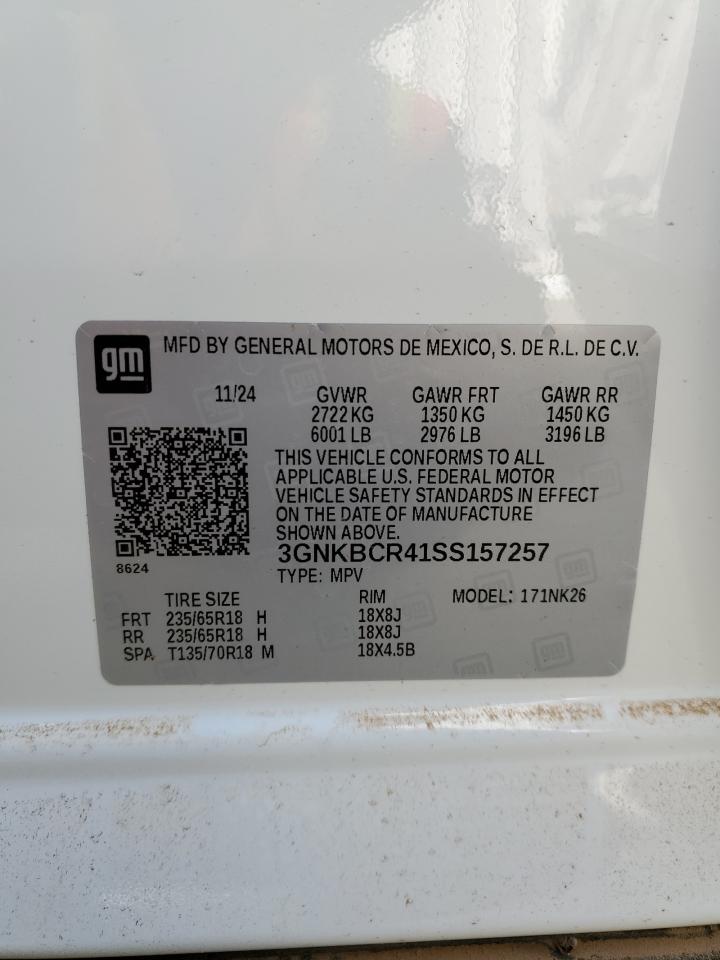 gm MFD BY GENERAL MOTORS DE MEXICO, S. DE R.L. DE C.V.
11/24 GVWR GAWR FRT GAWR RR
2722 KG 1350 KG 1450 KG
6001 LB 2976 LB 3196 LB
THIS VEHICLE CONFORMS TO ALL
APPLICABLE U.S. FEDERAL MOTOR
VEHICLE SAFETY STANDARDS IN EFFECT
ON THE DATE OF MANUFACTURE
SHOWN ABOVE.
3GNKBCR41SS157257
8624
TYPE: MPV
TIRE SIZE RIM MODEL: 171NK26
FRT 235/65R18 H 18X8J
RR 235/65R18 H 18X8J
SPA T135/70R18 M 18X4.5B